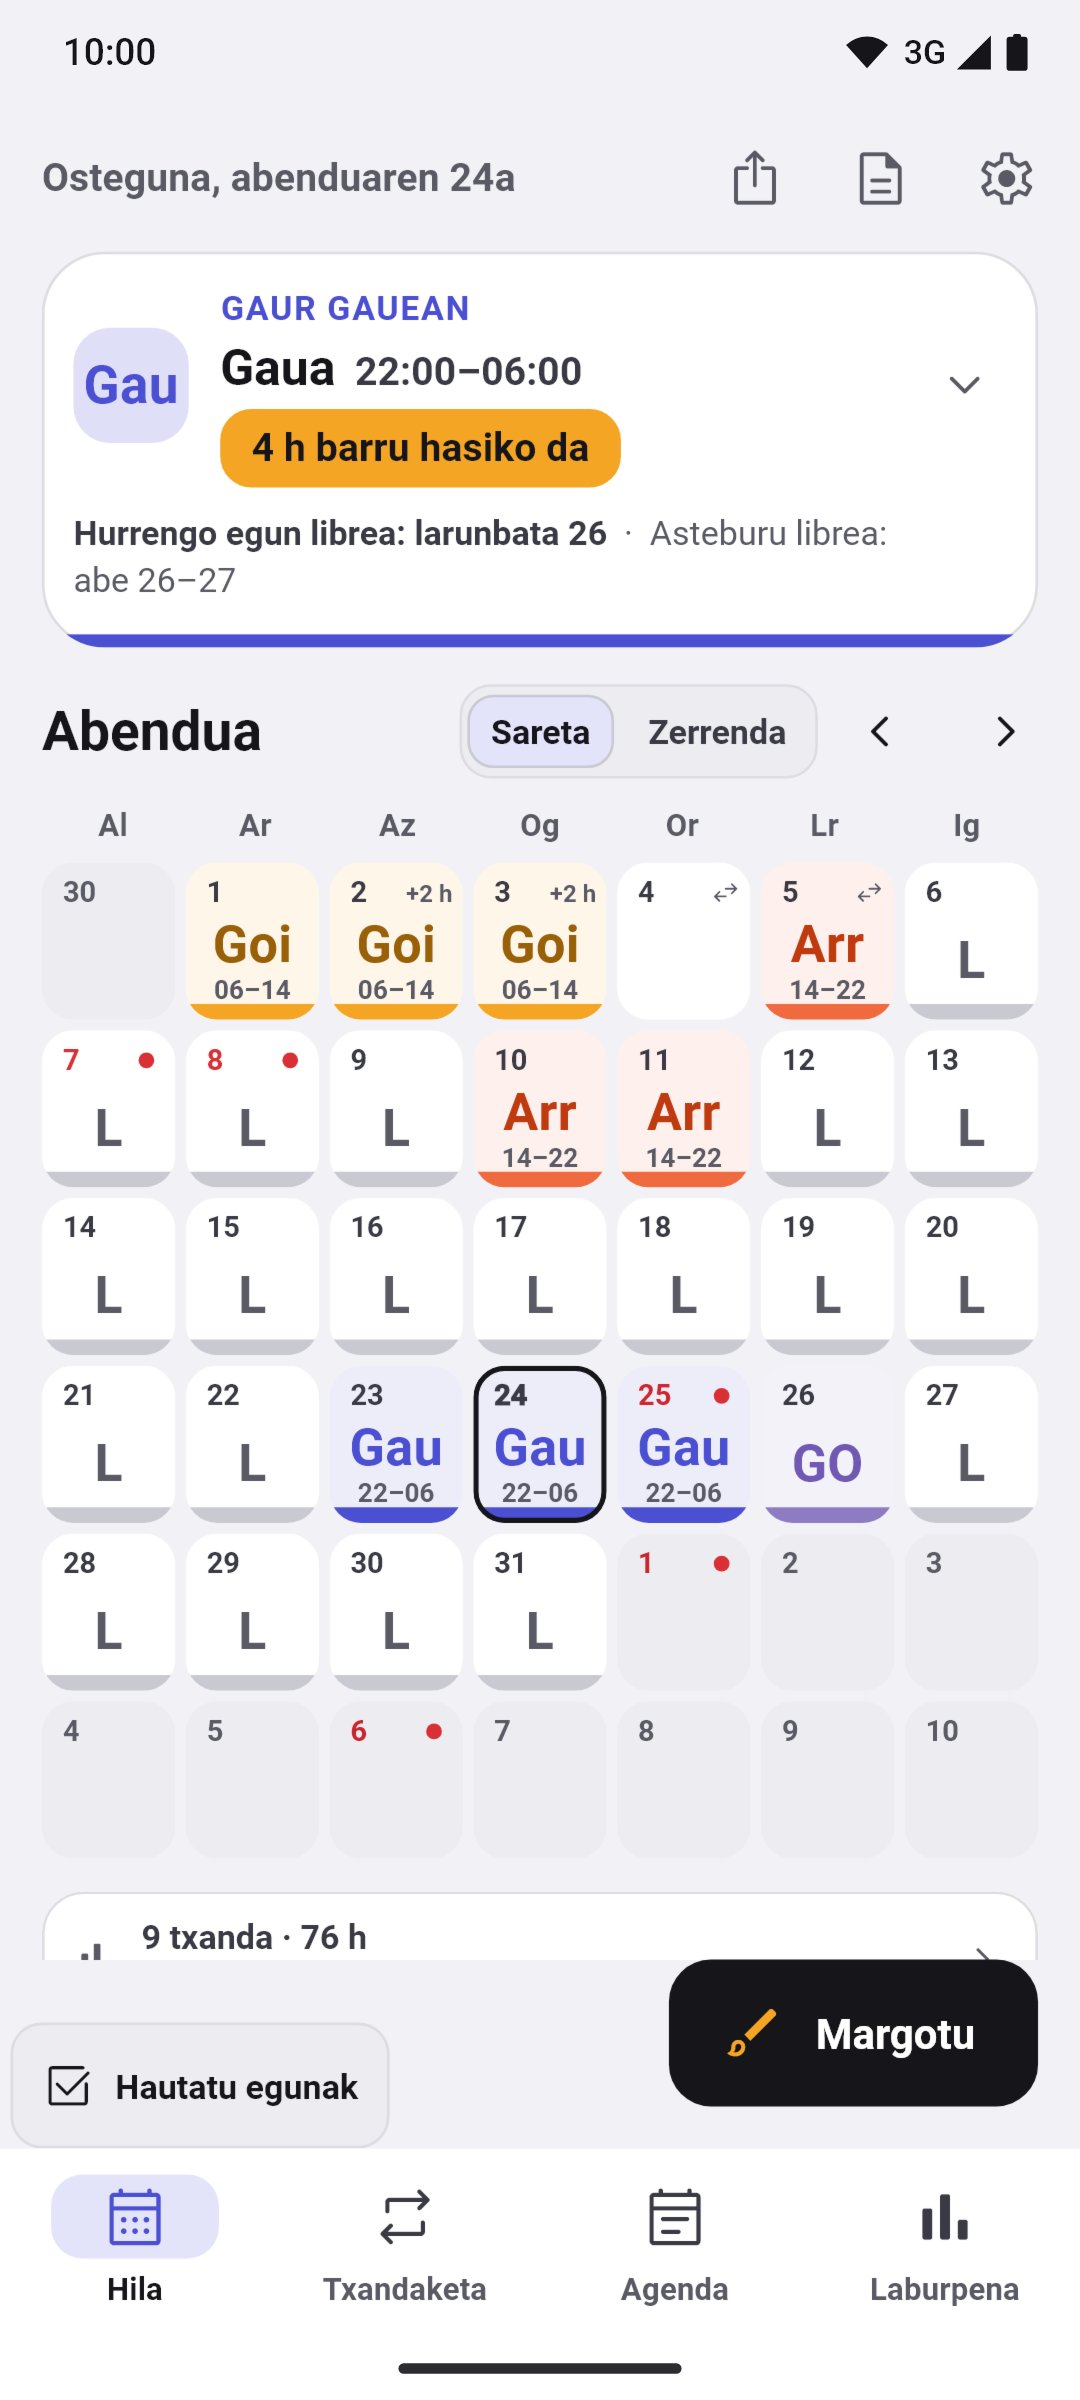 10:00
3G
Osteguna, abenduaren 24a
GAUR GAUEAN
Gau
Gaua 22:00–06:00
4 h barru hasiko da
Hurrengo egun librea: larunbata 26 · Asteburu librea:
abe 26–27
Abendua
Sareta
Zerrenda
Al Ar Az Og Or Lr Ig
30 1 2 +2 h 3 +2 h 4 5 6
Goi Goi Goi Arr L
06–14 06–14 06–14 14–22
7 8 9 10 11 12 13
L L L Arr Arr L L
14–22 14–22
14 15 16 17 18 19 20
L L L L L L L
21 22 23 24 25 26 27
L L Gau Gau Gau GO L
22–06 22–06 22–06
28 29 30 31 1 2 3
L L L L
4 5 6 7 8 9 10
9 txanda · 76 h
Margotu
Hautatu egunak
Hila
Txandaketa
Agenda
Laburpena